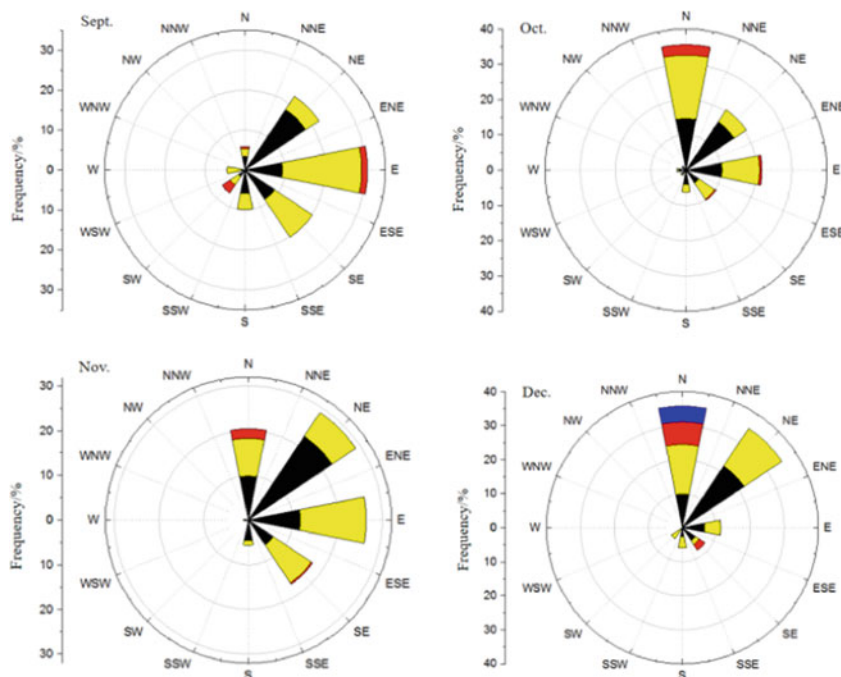 Sept.
N
NNW
NNE
NW
NE
WNW
ENE
W
E
WSW
ESE
SW
SE
SSW
SSE
S
Frequency/%
30
20
10
0
10
20
30
Oct.
N
NNW
NNE
NW
NE
WNW
ENE
W
E
WSW
ESE
SW
SE
SSW
SSE
S
Frequency/%
40
30
20
10
0
10
20
30
40
Nov.
N
NNW
NNE
NW
NE
WNW
ENE
W
E
WSW
ESE
SW
SE
SSW
SSE
S
Frequency/%
30
20
10
0
10
20
30
Dec.
N
NNW
NNE
NW
NE
WNW
ENE
W
E
WSW
ESE
SW
SE
SSW
SSE
S
Frequency/%
40
30
20
10
0
10
20
30
40